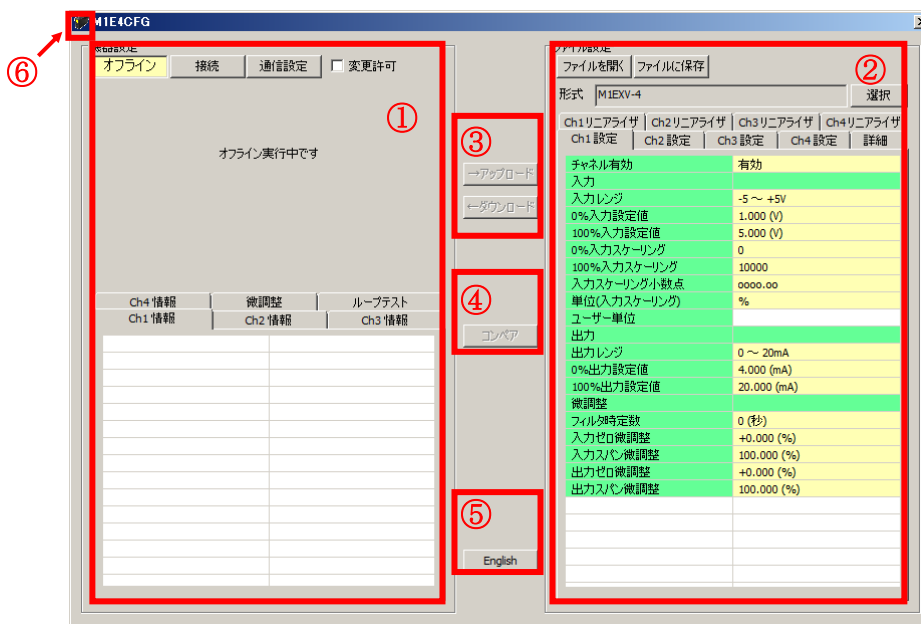 M1E4CFG
⑥
機器設定
オフライン 接続 通信設定 変更許可
①
オフライン実行中です
Ch4 情報 微調整 ループテスト
Ch1 情報 Ch2 情報 Ch3 情報
③
→アップロード
←ダウンロード
④
コンペア
⑤
English
ファイル設定
ファイルを開く ファイルに保存
②
形式 M1EXV-4 選択
Ch1リニアライザ Ch2リニアライザ Ch3リニアライザ Ch4リニアライザ
Ch1 設定 Ch2 設定 Ch3 設定 Ch4 設定 詳細
チャネル有効 有効
入力
入力レンジ -5 ～ +5V
0%入力設定値 1.000 (V)
100%入力設定値 5.000 (V)
0%入力スケーリング 0
100%入力スケーリング 10000
入力スケーリング小数点 oooo.oo
単位(入力スケーリング) %
ユーザー単位
出力
出力レンジ 0 ～ 20mA
0%出力設定値 4.000 (mA)
100%出力設定値 20.000 (mA)
微調整
フィルタ時定数 0 (秒)
入力ゼロ微調整 +0.000 (%)
入力スパン微調整 100.000 (%)
出力ゼロ微調整 +0.000 (%)
出力スパン微調整 100.000 (%)